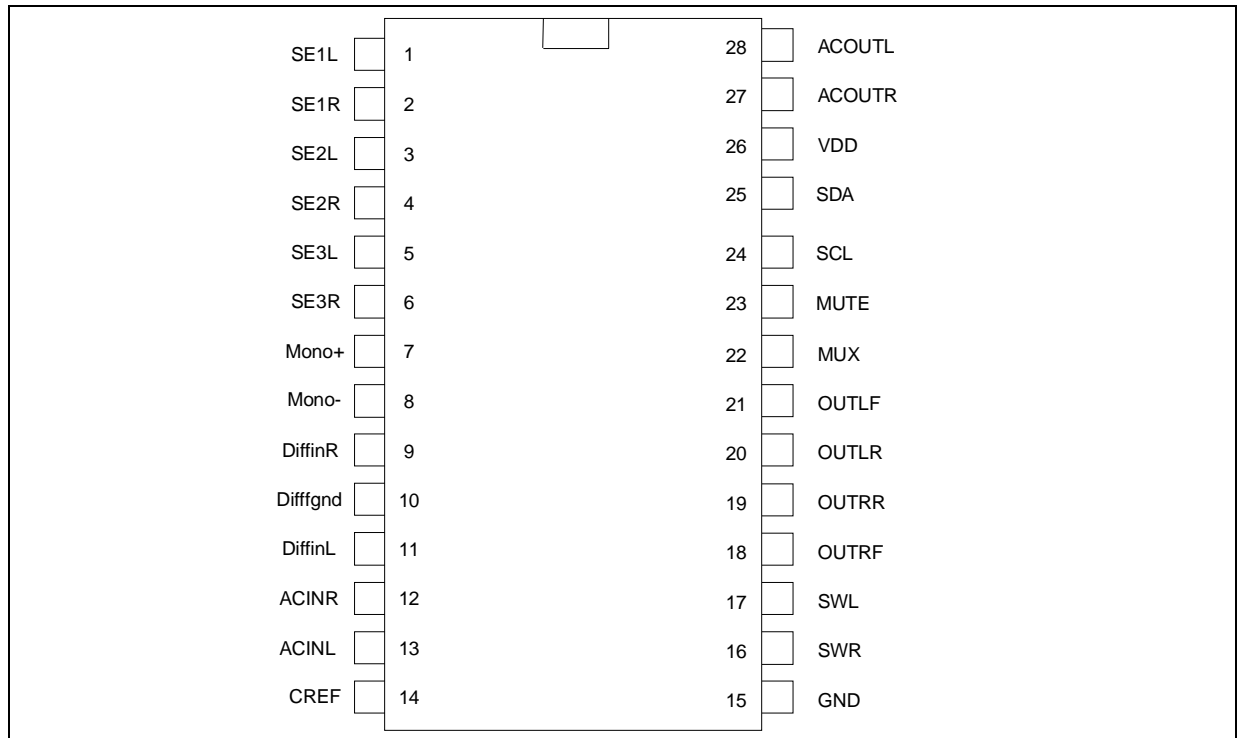 SE1L 1 28 ACOUTL
SE1R 2 27 ACOUTR
SE2L 3 26 VDD
SE2R 4 25 SDA
SE3L 5 24 SCL
SE3R 6 23 MUTE
Mono+ 7 22 MUX
Mono- 8 21 OUTLF
DiffinR 9 20 OUTLR
Difffgnd 10 19 OUTRR
DiffinL 11 18 OUTRF
ACINR 12 17 SWL
ACINL 13 16 SWR
CREF 14 15 GND